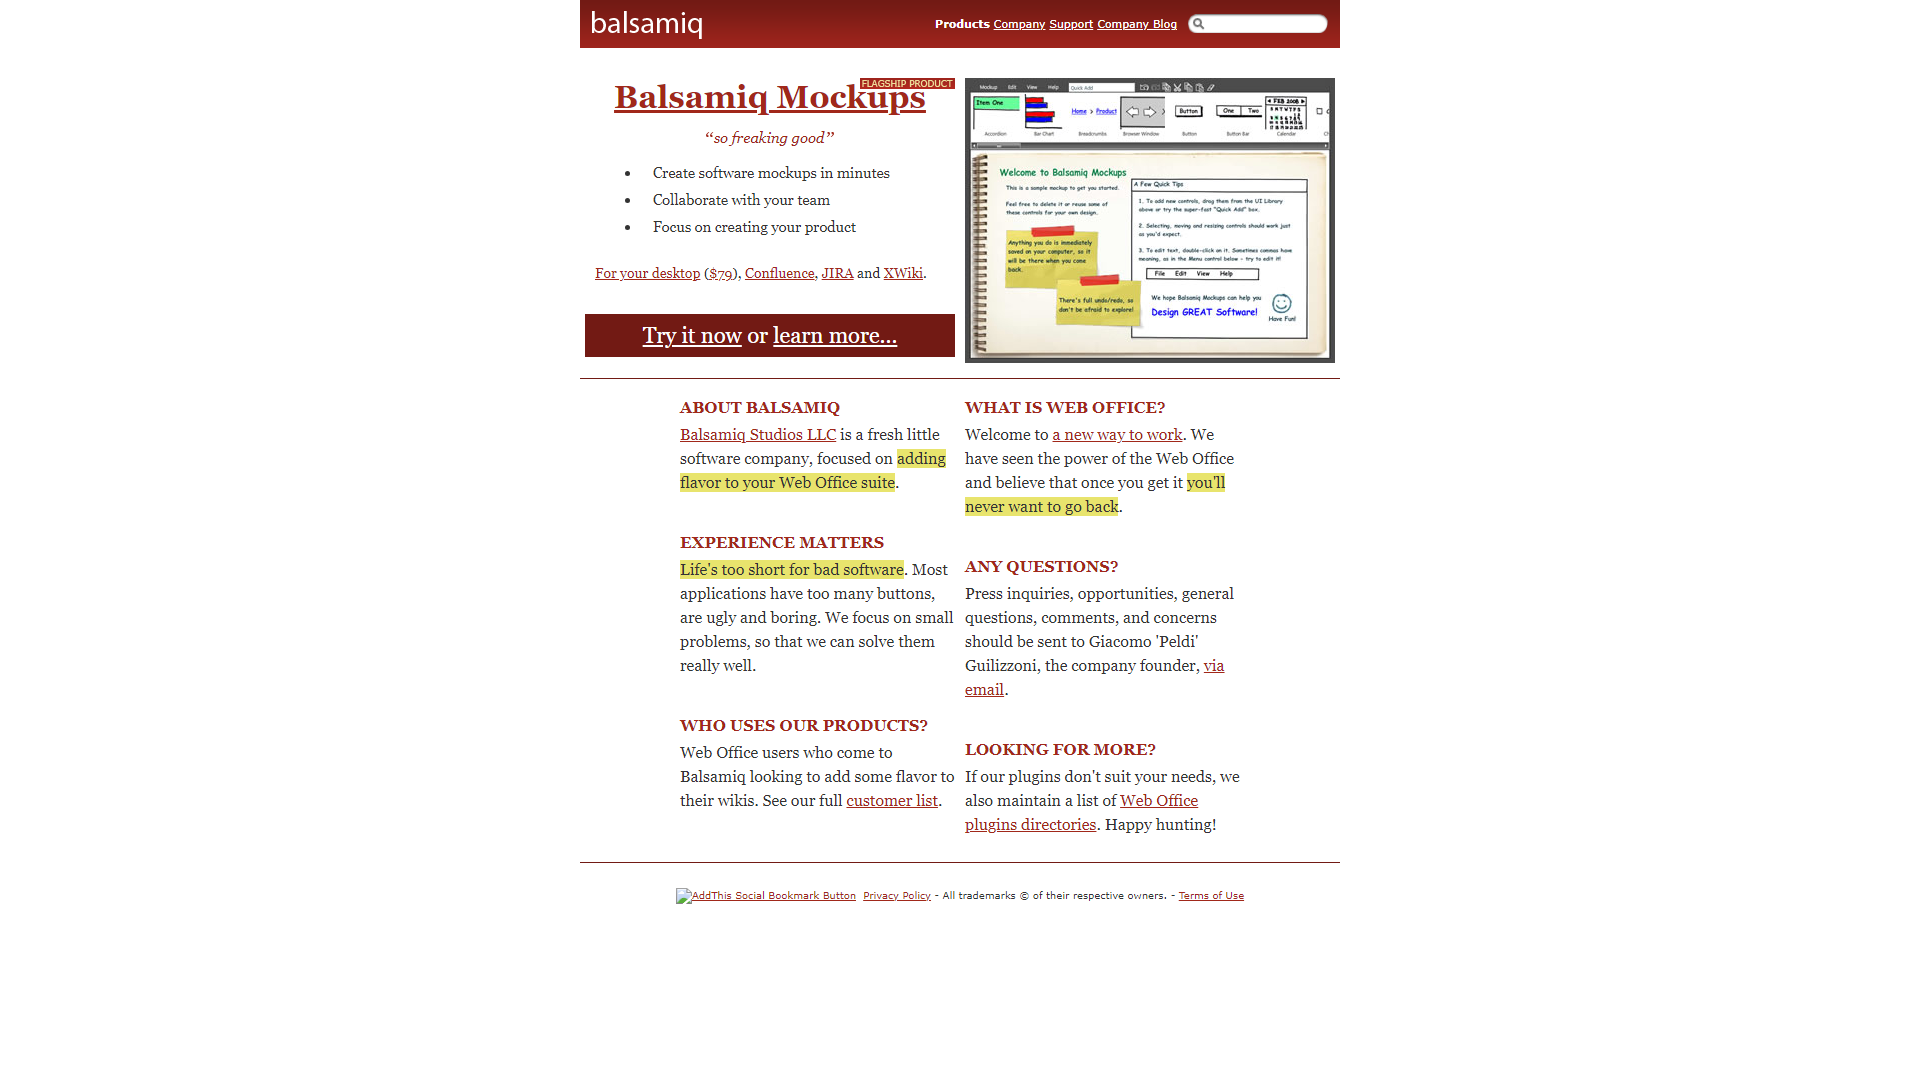 balsamiq
Products Company Support Company Blog
FLAGSHIP PRODUCT
Balsamiq Mockups
“so freaking good”
• Create software mockups in minutes
• Collaborate with your team
• Focus on creating your product
For your desktop ($79), Confluence, JIRA and XWiki.
Try it now or learn more...
Mockup Edit View Help Quick Add
Item One
Home > Product
Button
One Two
FEB 2008
S M T W T F S
Accordion Bar Chart Breadcrumbs Browser Window Button Button Bar Calendar
Welcome to Balsamiq Mockups
This is a sample mockup to get you started.
Feel free to delete it or reuse some of
these controls for your own design.
Anything you do is immediately
saved on your computer, so it
will be there when you come
back.
There's full undo/redo, so
don't be afraid to explore!
A Few Quick Tips
1. To add new controls, drag them from the UI Library
above or try the super-fast "Quick Add" box.
2. Selecting, moving and resizing controls should work just
as you'd expect.
3. To edit text, double-click on it. Sometimes commas have
meaning, as in the Menu control below - try to edit it!
File Edit View Help
We hope Balsamiq Mockups can help you
Design GREAT Software!
Have Fun!
ABOUT BALSAMIQ
Balsamiq Studios LLC is a fresh little
software company, focused on adding
flavor to your Web Office suite.
EXPERIENCE MATTERS
Life's too short for bad software. Most
applications have too many buttons,
are ugly and boring. We focus on small
problems, so that we can solve them
really well.
WHO USES OUR PRODUCTS?
Web Office users who come to
Balsamiq looking to add some flavor to
their wikis. See our full customer list.
WHAT IS WEB OFFICE?
Welcome to a new way to work. We
have seen the power of the Web Office
and believe that once you get it you'll
never want to go back.
ANY QUESTIONS?
Press inquiries, opportunities, general
questions, comments, and concerns
should be sent to Giacomo 'Peldi'
Guilizzoni, the company founder, via
email.
LOOKING FOR MORE?
If our plugins don't suit your needs, we
also maintain a list of Web Office
plugins directories. Happy hunting!
AddThis Social Bookmark Button Privacy Policy - All trademarks © of their respective owners. - Terms of Use